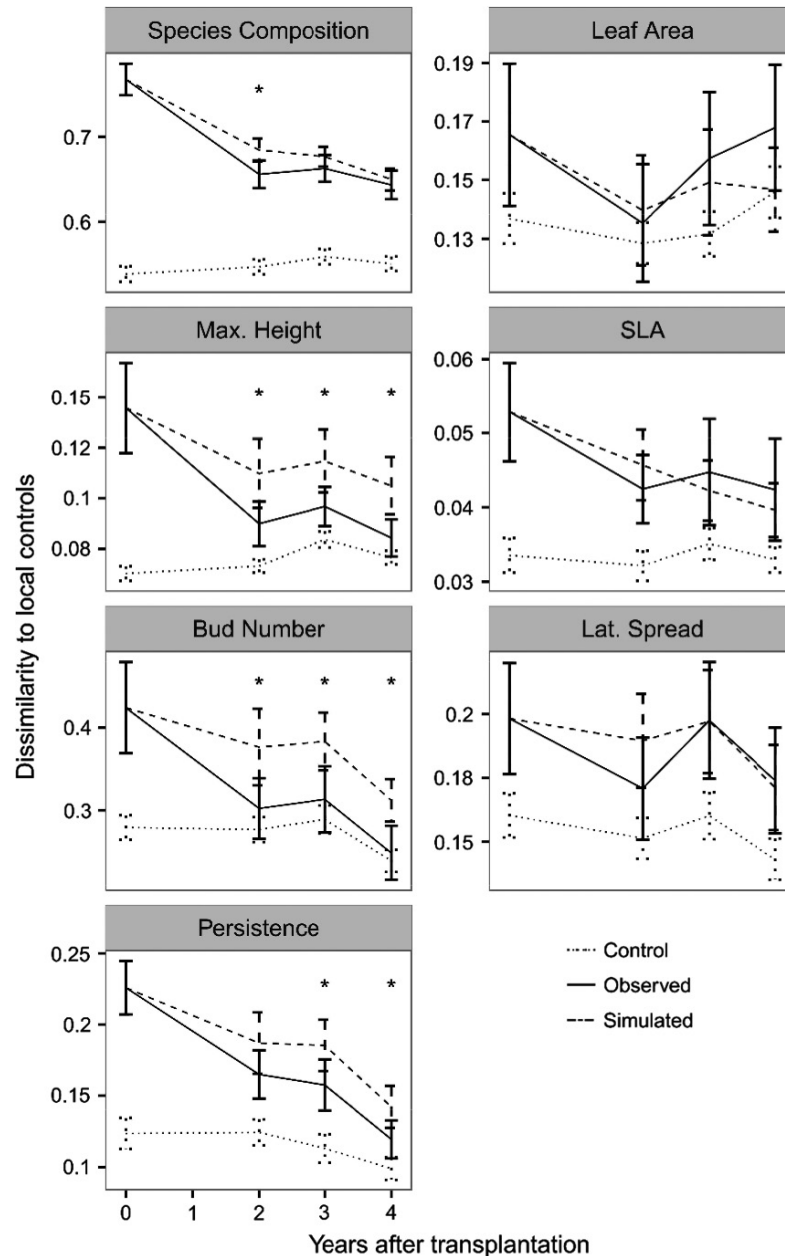 Species Composition
Leaf Area
0.7
0.6
*
0.19
0.17
0.15
0.13
Max. Height
SLA
0.15
0.12
0.1
0.08
* * *
0.06
0.05
0.04
0.03
Dissimilarity to local controls
Bud Number
Lat. Spread
0.4
0.3
* * *
0.2
0.18
0.15
Persistence
0.25
0.2
0.15
0.1
* *
0 1 2 3 4
Years after transplantation
Control
Observed
Simulated